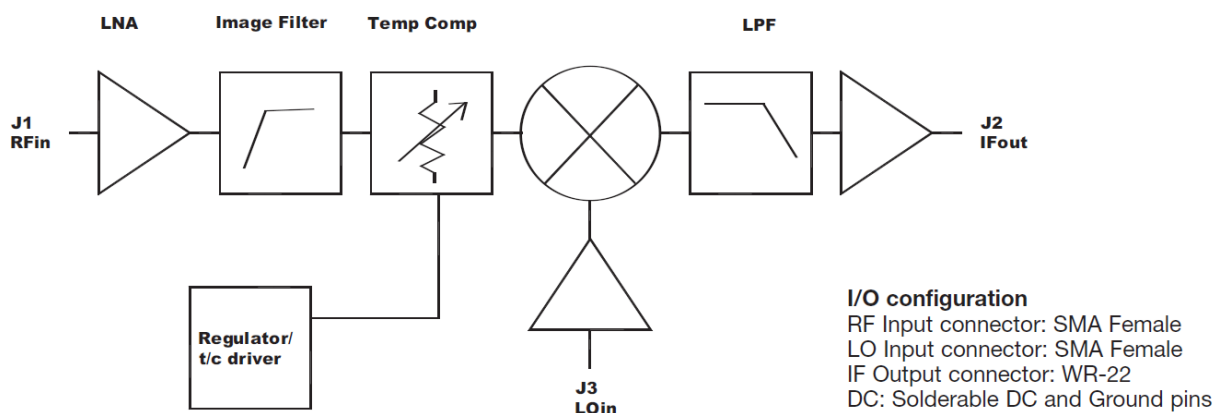 LNA
Image Filter
Temp Comp
LPF
J1
RFin
J2
IFout
Regulator/
t/c driver
J3
LOin
I/O configuration
RF Input connector: SMA Female
LO Input connector: SMA Female
IF Output connector: WR-22
DC: Solderable DC and Ground pins